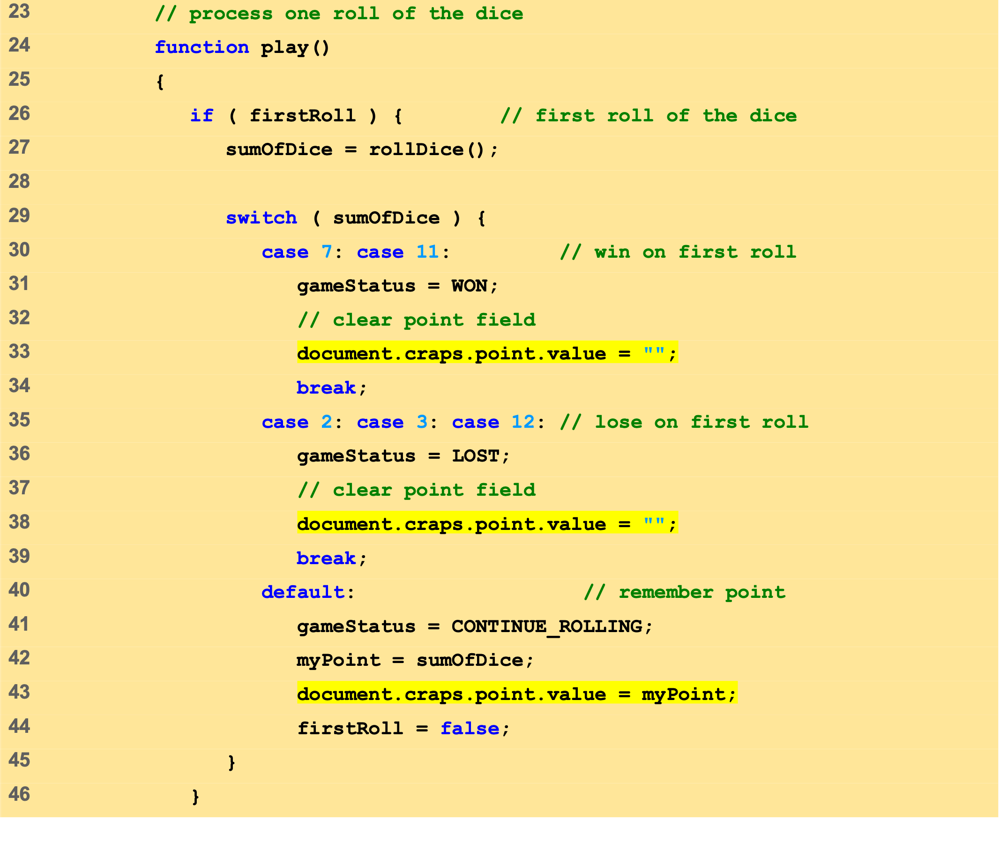 23 // process one roll of the dice
24 function play()
25 {
26 if ( firstRoll ) { // first roll of the dice
27 sumOfDice = rollDice();
28
29 switch ( sumOfDice ) {
30 case 7: case 11: // win on first roll
31 gameStatus = WON;
32 // clear point field
33 document.craps.point.value = "";
34 break;
35 case 2: case 3: case 12: // lose on first roll
36 gameStatus = LOST;
37 // clear point field
38 document.craps.point.value = "";
39 break;
40 default: // remember point
41 gameStatus = CONTINUE_ROLLING;
42 myPoint = sumOfDice;
43 document.craps.point.value = myPoint;
44 firstRoll = false;
45 }
46 }